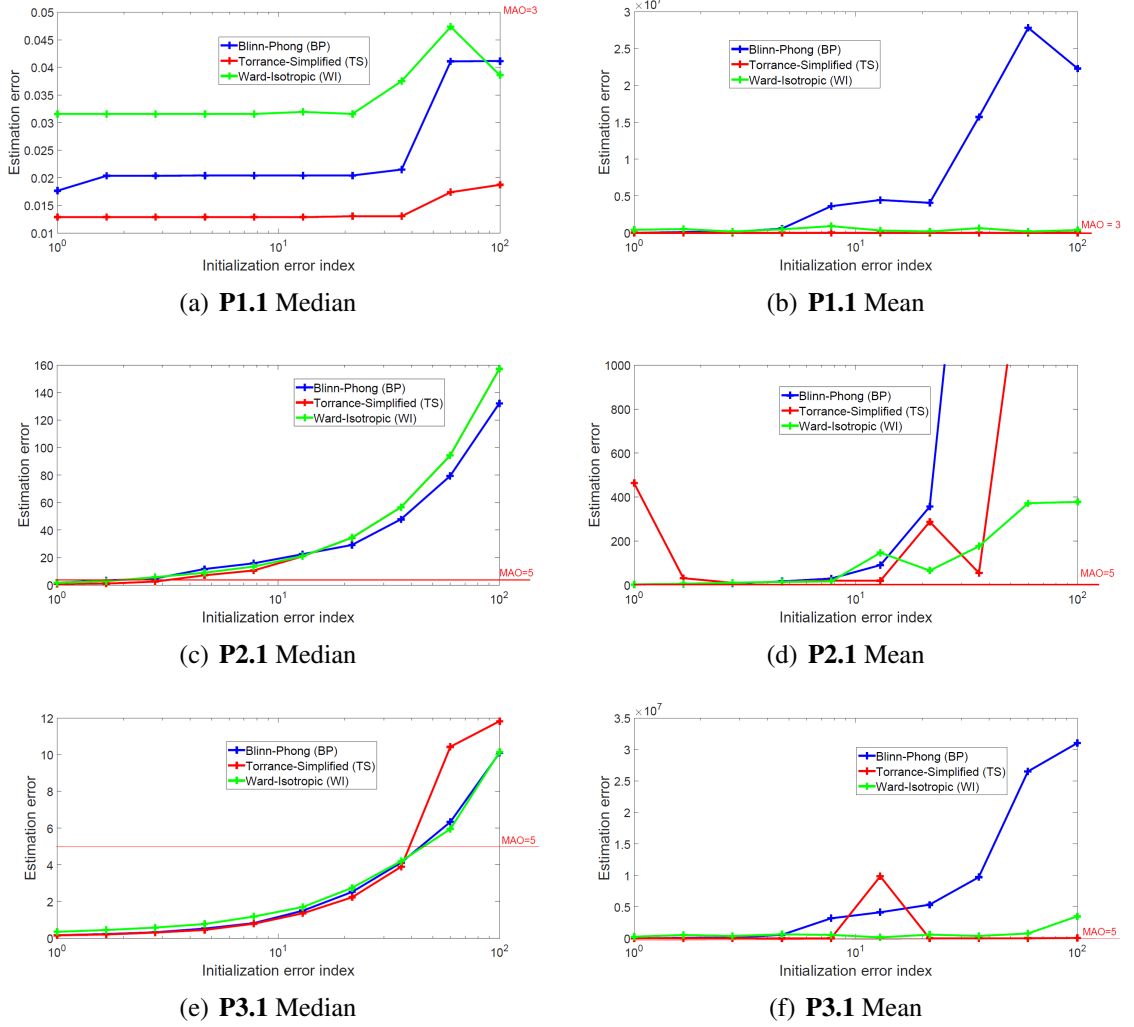 MAO=3
0.05
0.045
0.04
0.035
0.03
0.025
0.02
0.015
0.01
Estimation error
Blinn-Phong (BP)
Torrance-Simplified (TS)
Ward-Isotropic (WI)
10^0
10^1
10^2
Initialization error index
(a) P1.1 Median
×10^7
3
2.5
2
1.5
1
0.5
0
Estimation error
Blinn-Phong (BP)
Torrance-Simplified (TS)
Ward-Isotropic (WI)
MAO = 3
10^0
10^1
10^2
Initialization error index
(b) P1.1 Mean
160
140
120
100
80
60
40
20
0
Estimation error
Blinn-Phong (BP)
Torrance-Simplified (TS)
Ward-Isotropic (WI)
MAO=5
10^0
10^1
10^2
Initialization error index
(c) P2.1 Median
1000
800
600
400
200
0
Estimation error
Blinn-Phong (BP)
Torrance-Simplified (TS)
Ward-Isotropic (WI)
MAO=5
10^0
10^1
10^2
Initialization error index
(d) P2.1 Mean
12
10
8
6
4
2
0
Estimation error
Blinn-Phong (BP)
Torrance-Simplified (TS)
Ward-Isotropic (WI)
MAO=5
10^0
10^1
10^2
Initialization error index
(e) P3.1 Median
×10^7
3.5
3
2.5
2
1.5
1
0.5
0
Estimation error
Blinn-Phong (BP)
Torrance-Simplified (TS)
Ward-Isotropic (WI)
MAO=5
10^0
10^1
10^2
Initialization error index
(f) P3.1 Mean